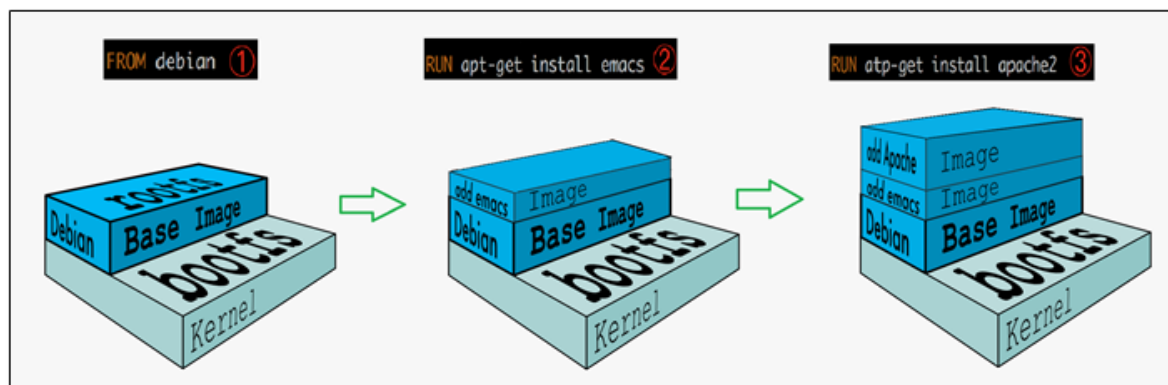 FROM debian ①
RUN apt-get install emacs ②
RUN atp-get install apache2 ③
rootfs
Debian
Base Image
bootfs
Kernel
add emacs
Image
Debian
Base Image
bootfs
Kernel
add Apache
Image
add emacs
Image
Debian
Base Image
bootfs
Kernel